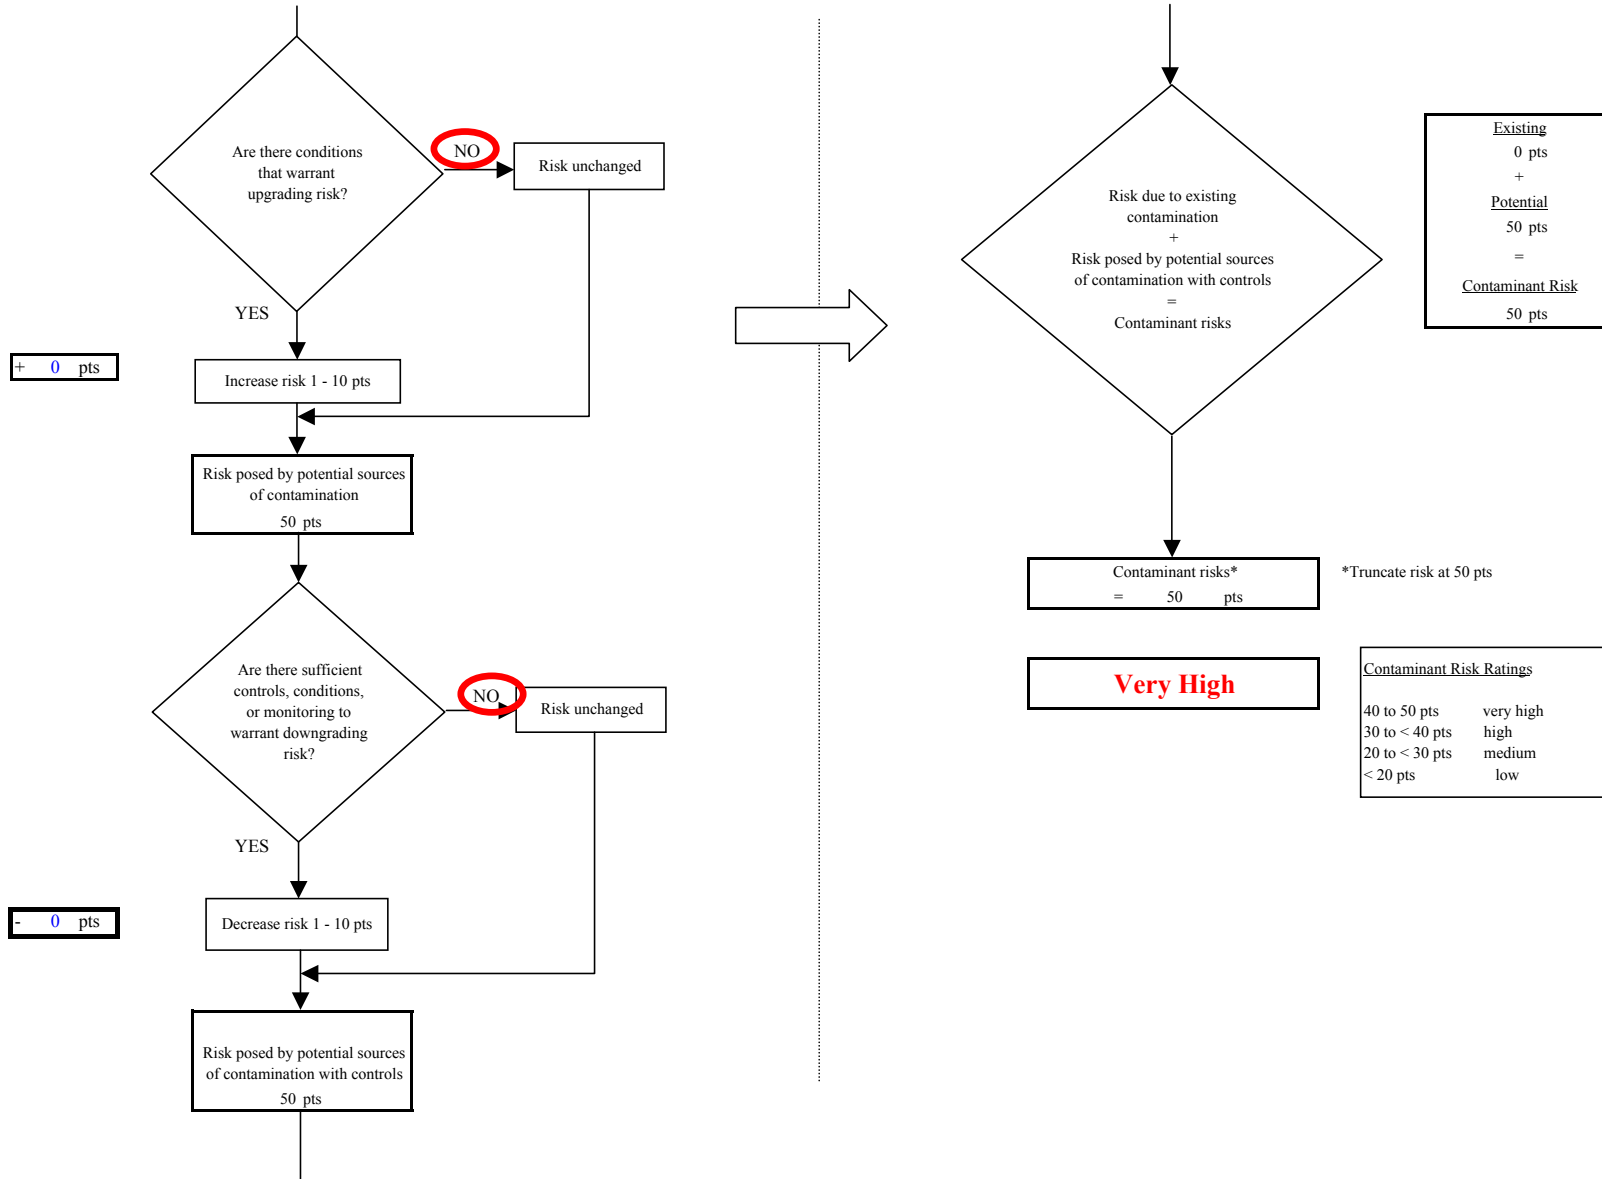 Are there conditions
that warrant
upgrading risk?
NO
Risk unchanged
YES
+ 0 pts
Increase risk 1 - 10 pts
Risk posed by potential sources
of contamination
50 pts
Are there sufficient
controls, conditions,
or monitoring to
warrant downgrading
risk?
NO
Risk unchanged
YES
- 0 pts
Decrease risk 1 - 10 pts
Risk posed by potential sources
of contamination with controls
50 pts
Risk due to existing
contamination
+
Risk posed by potential sources
of contamination with controls
=
Contaminant risks
Existing
0 pts
+
Potential
50 pts
=
Contaminant Risk
50 pts
Contaminant risks*
= 50 pts
*Truncate risk at 50 pts
Very High
Contaminant Risk Ratings
40 to 50 pts very high
30 to < 40 pts high
20 to < 30 pts medium
< 20 pts low